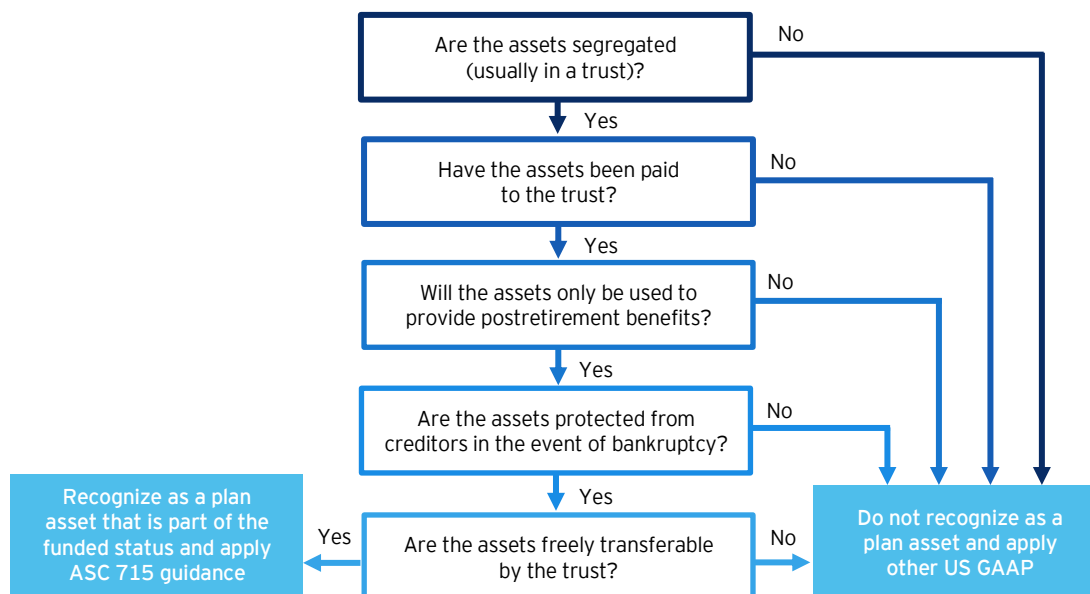 Are the assets segregated
(usually in a trust)?
No
Yes
Have the assets been paid
to the trust?
No
Yes
Will the assets only be used to
provide postretirement benefits?
No
Yes
Are the assets protected from
creditors in the event of bankruptcy?
No
Yes
Recognize as a plan
asset that is part of the
funded status and apply
ASC 715 guidance
Yes
Are the assets freely transferable
by the trust?
No
Do not recognize as a
plan asset and apply
other US GAAP